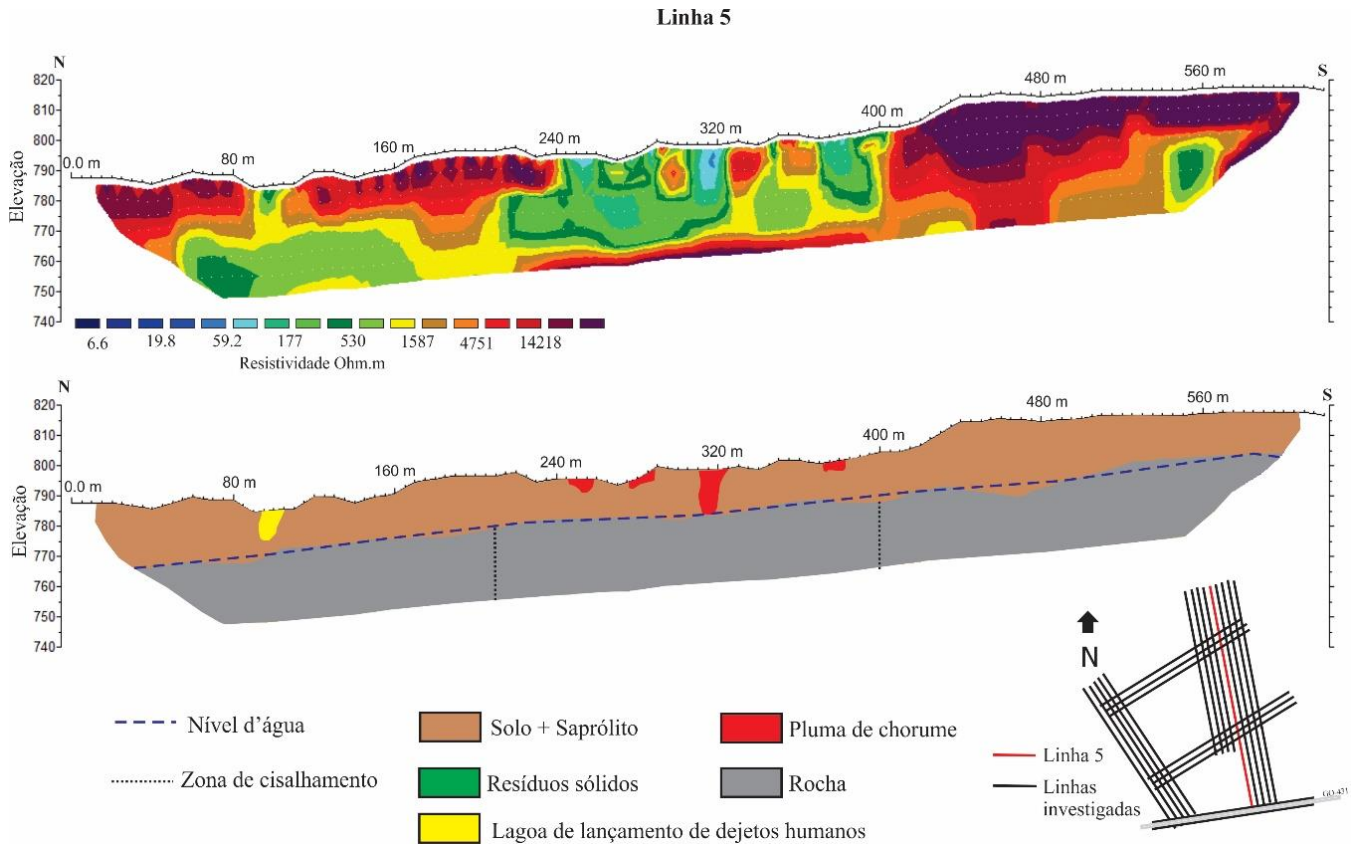 Linha 5
N
S
Elevação
820
810
800
790
780
770
760
750
740
0.0 m
80 m
160 m
240 m
320 m
400 m
480 m
560 m
6.6
19.8
59.2
177
530
1587
4751
14218
Resistividade Ohm.m
N
S
Elevação
820
810
800
790
780
770
760
750
740
0.0 m
80 m
160 m
240 m
320 m
400 m
480 m
560 m
Nível d'água
Zona de cisalhamento
Solo + Saprólito
Resíduos sólidos
Lagoa de lançamento de dejetos humanos
Pluma de chorume
Rocha
N
Linha 5
Linhas
investigadas